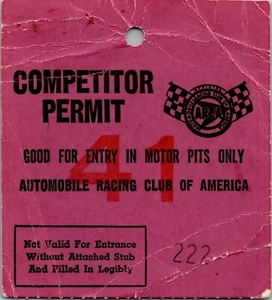 COMPETITOR
PERMIT
ARCA
41
GOOD FOR ENTRY IN MOTOR PITS ONLY
AUTOMOBILE RACING CLUB OF AMERICA
Not Valid For Entrance
Without Attached Stub
And Filled In Legibly
222